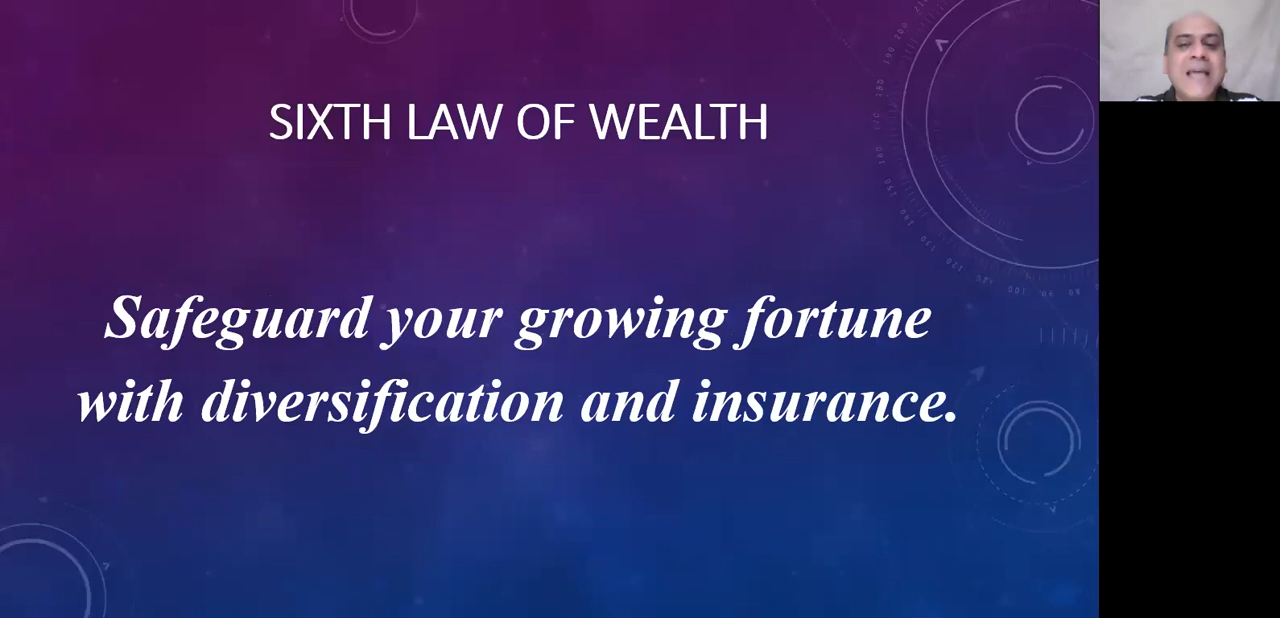 SIXTH LAW OF WEALTH
Safeguard your growing fortune
with diversification and insurance.